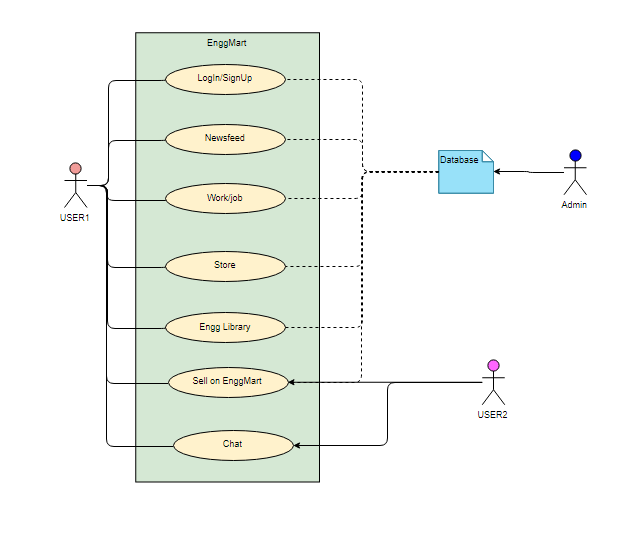 EnggMart
LogIn/SignUp
Newsfeed
Database
Work/job
Admin
USER1
Store
Engg Library
Sell on EnggMart
USER2
Chat